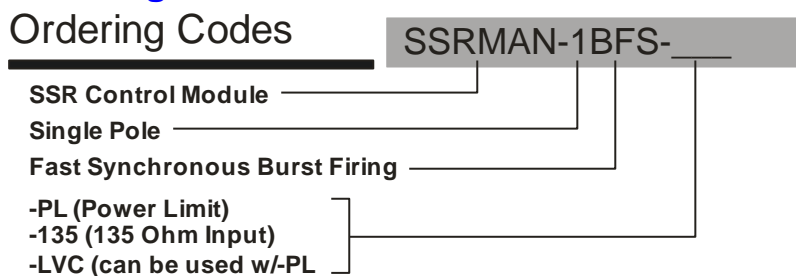 Ordering Codes
SSRMAN-1BFS-___
SSR Control Module
Single Pole
Fast Synchronous Burst Firing
-PL (Power Limit)
-135 (135 Ohm Input)
-LVC (can be used w/-PL